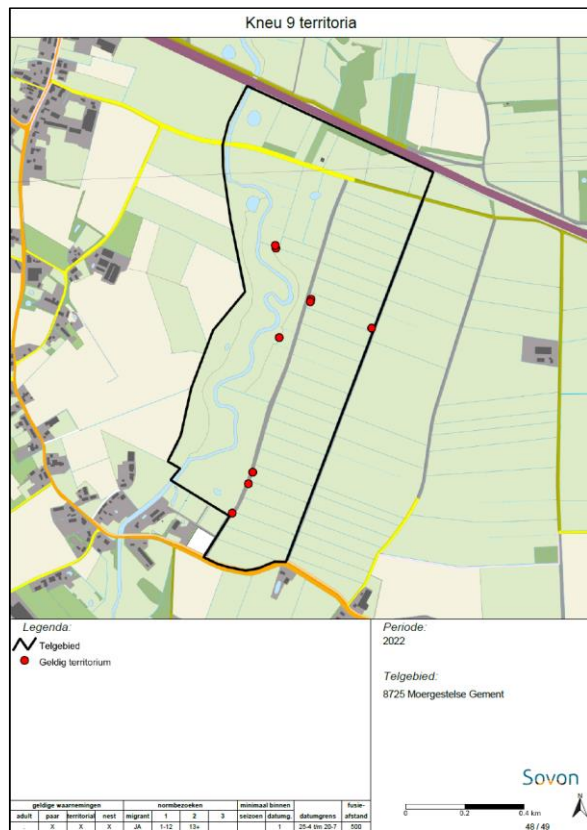 Kneu 9 territoria
Legenda:
Telgebied
Geldig territorium
Periode:
2022
Telgebied:
8725 Moergestelse Gement
Sovon
N
0 0.2 0.4 km
48 / 49
geldige waarnemingen normbezoeken minimaal binnen fusie-
adult paar territorial nest migrant 1 2 3 seizoen datumg. datumgrens afstand
. X X X JA 1-12 13+ 1 25-4 t/m 20-7 500